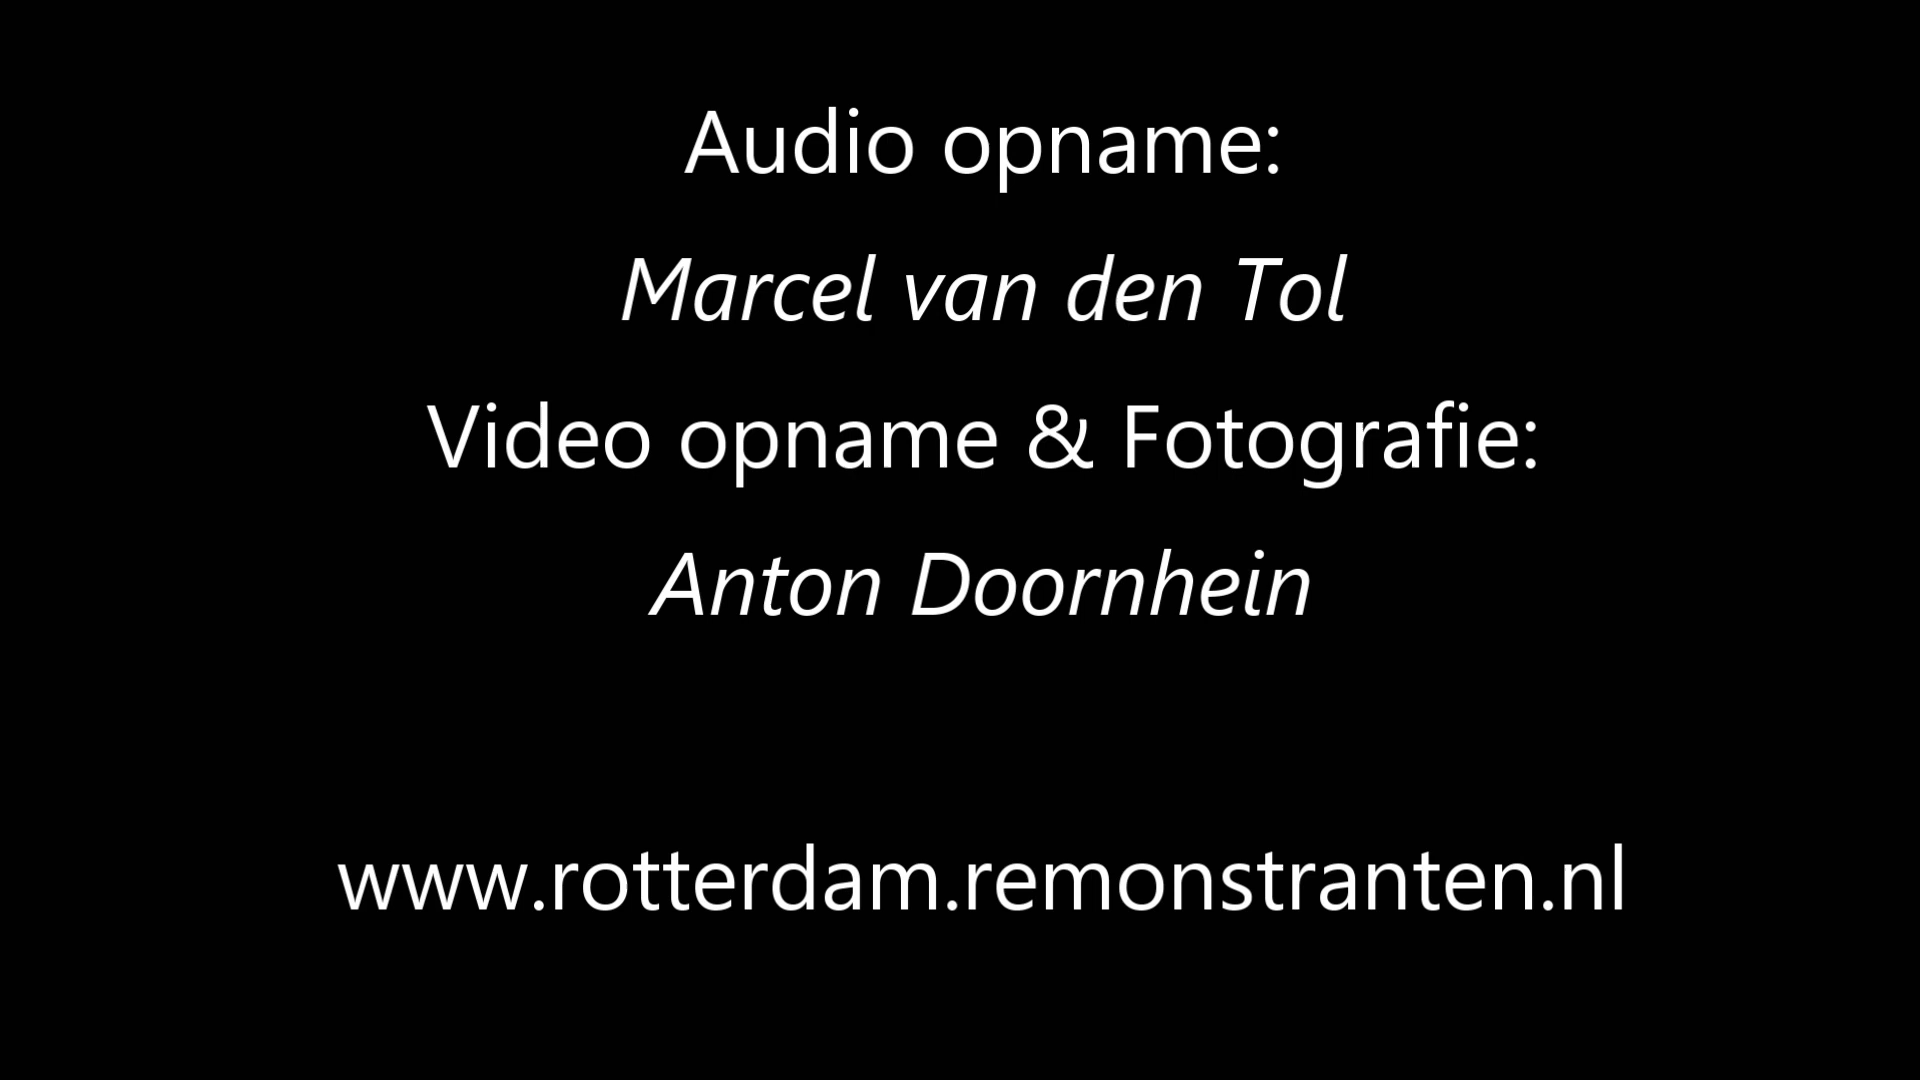 Audio opname:
Marcel van den Tol
Video opname & Fotografie:
Anton Doornhein
www.rotterdam.remonstranten.nl